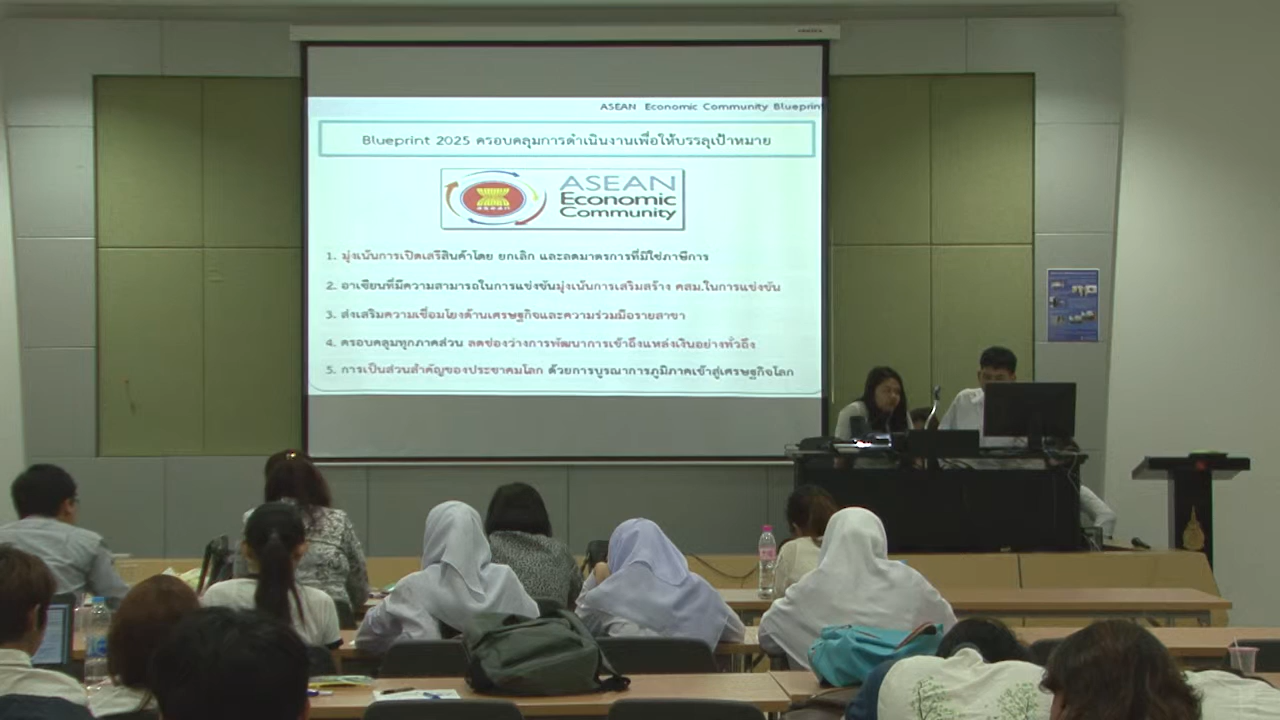 ASEAN Economic Community Blueprint
Blueprint 2025 ครอบคลุมการดำเนินงานเพื่อให้บรรลุเป้าหมาย
ASEAN
Economic
Community
1. มุ่งเน้นการเปิดเสรีสินค้าโดย ยกเลิก และลดมาตรการที่มิใช่ภาษีการ
2. อาเซียนที่มีความสามารถในการแข่งขันมุ่งเน้นการเสริมสร้าง คสม.ในการแข่งขัน
3. ส่งเสริมความเชื่อมโยงด้านเศรษฐกิจและความร่วมมือรายสาขา
4. ครอบคลุมทุกภาคส่วน ลดช่องว่างการพัฒนาการเข้าถึงแหล่งเงินอย่างทั่วถึง
5. การเป็นส่วนสำคัญของประชาคมโลก ด้วยการบูรณาการภูมิภาคเข้าสู่เศรษฐกิจโลก